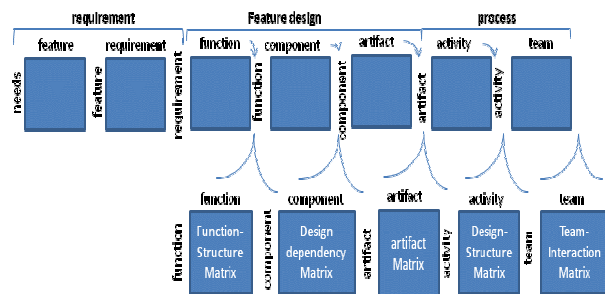 requirement
Feature design
process
feature
requirement
function
component
artifact
activity
team
needs
feature
requirement
function
component
artifact
activity
function
component
artifact
activity
team
function
Function-
Structure
Matrix
component
Design
dependency
Matrix
artifact
artifact
Matrix
activity
Design-
Structure
Matrix
team
Team-
Interaction
Matrix